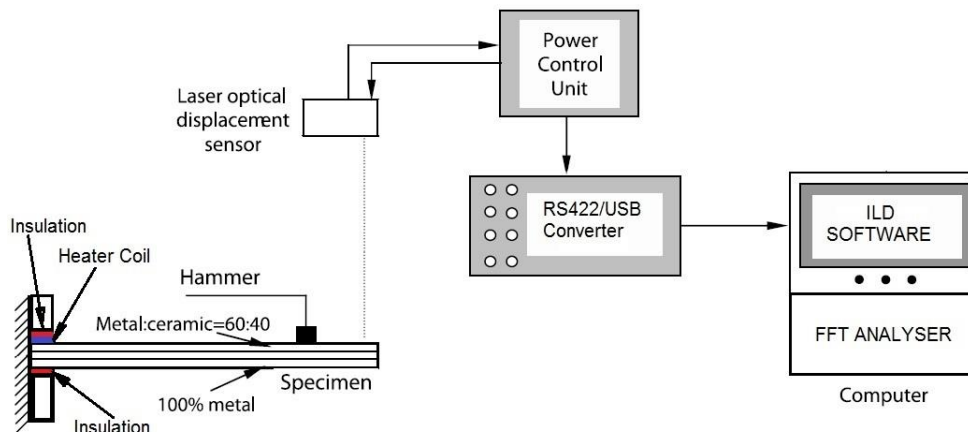 Power
Control
Unit
Laser optical
displacement
sensor
RS422/USB
Converter
ILD
SOFTWARE
Insulation
Heater Coil
Hammer
Metal:ceramic=60:40
FFT ANALYSER
Specimen
100% metal
Computer
Insulation